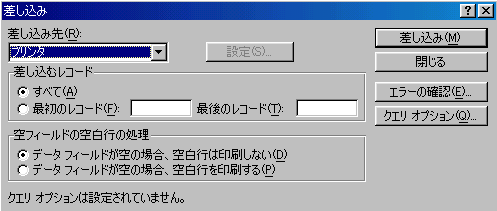 差し込み
差し込み先(R):
プリンタ
設定(S)...
差し込み(M)
閉じる
差し込むレコード
すべて(A)
最初のレコード(F): 最後のレコード(T):
エラーの確認(E)...
クエリ オプション(Q)...
空フィールドの空白行の処理
データ フィールドが空の場合、空白行は印刷しない(D)
データ フィールドが空の場合、空白行を印刷する(P)
クエリ オプションは設定されていません。